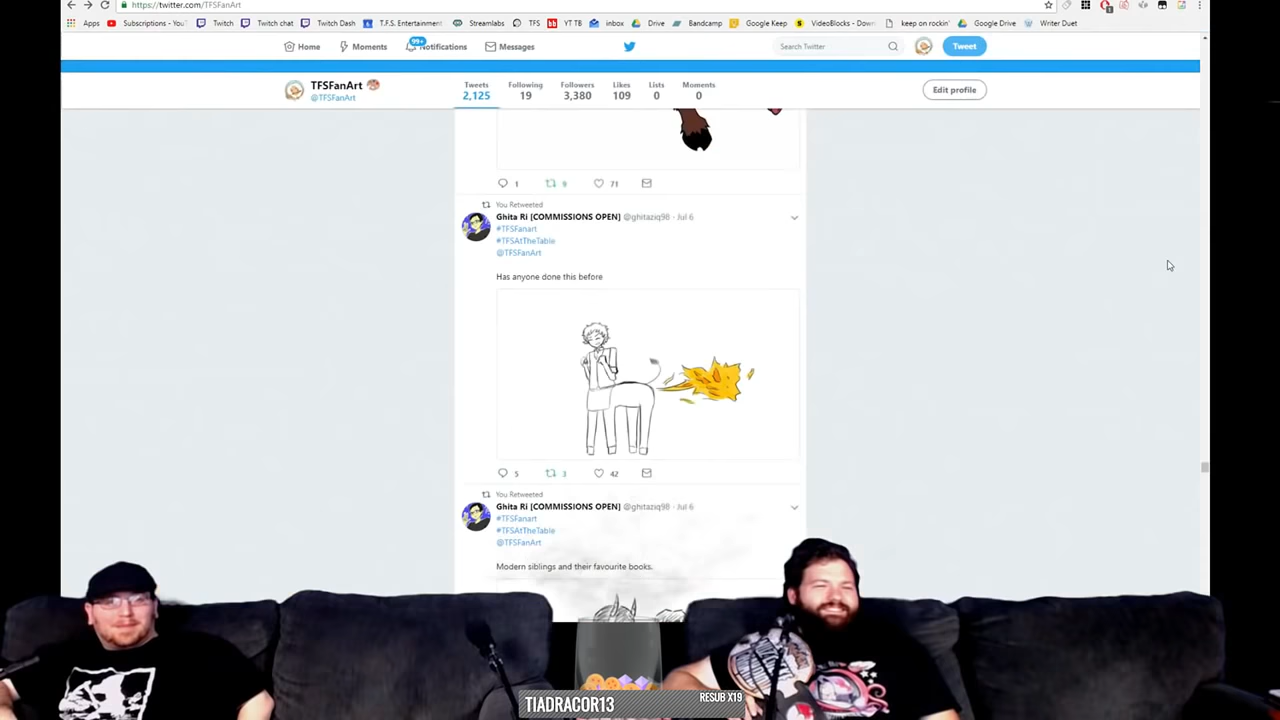 https://twitter.com/TFSFanArt
Apps Subscriptions - You Twitch Twitch chat Twitch Dash T.F.S. Entertainment Streamlabs TFS YT TB inbox Drive Bandcamp Google Keep VideoBlocks - Down keep on rockin' Google Drive Writer Duet
Home Moments 99+ Notifications Messages Search Twitter Tweet
TFSFanArt
@TFSFanArt
Tweets Following Followers Likes Lists Moments
2,125 19 3,380 109 0 0
Edit profile
1 9 71
You Retweeted
Ghita Ri [COMMISSIONS OPEN] @ghitaziq98 · Jul 6
#TFSFanart
#TFSAtTheTable
@TFSFanArt
Has anyone done this before
5 3 42
You Retweeted
Ghita Ri [COMMISSIONS OPEN] @ghitaziq98 · Jul 6
#TFSFanart
#TFSAtTheTable
@TFSFanArt
Modern siblings and their favourite books.
TIADRACOR13 RESUB X19